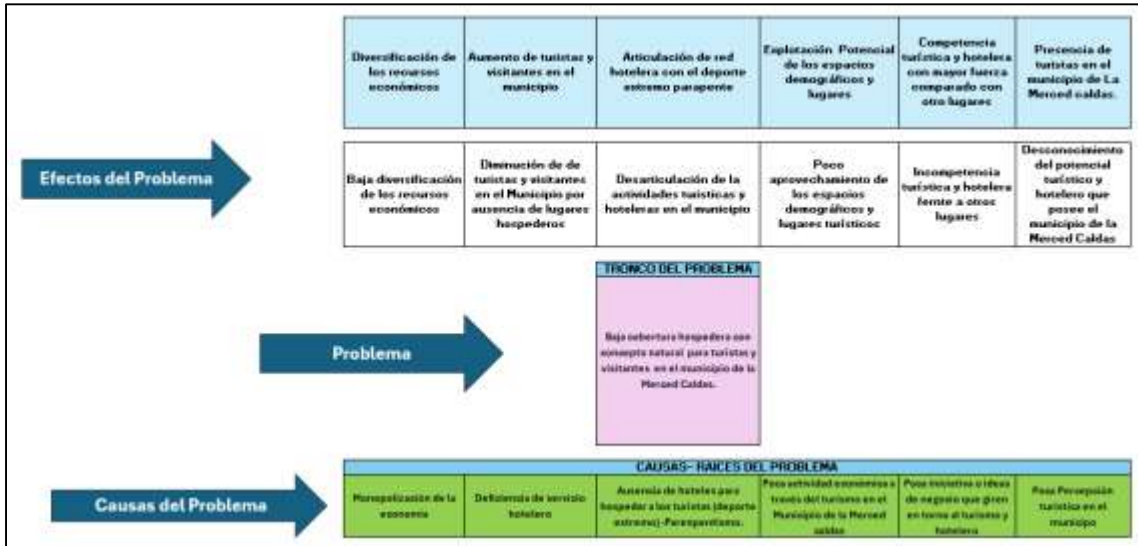 Diversificación de
los recursos
económicos
Aumento de turistas y
visitantes en el
municipio
Articulación de red
hotelera con el deporte
extremo parapente
Explotación Potencial
de los espacios
demográficos y
lugares
Competencia
turística y hotelera
con mayor fuerza
comparado con
otro lugares
Presencia de
turistas en el
municipio de La
Merced caldas.
Efectos del Problema
Baja diversificación
de los recursos
económicos
Diminución de de
turistas y visitantes
en el Municipio por
ausencia de lugares
hospederos
Desarticulación de la
actividades turísticas y
hoteleras en el municipio
Poco
aprovechamiento de
los espacios
demográficos y
lugares turísticos
Incompetencia
turística y hotelera
frente a otros
lugares
Desconocimiento
del potencial
turístico y
hotelero que
posee el
municipio de la
Merced Caldas
TRONCO DEL PROBLEMA
Problema
Baja cobertura hospedera con
concepto natural para turistas y
visitantes en el municipio de la
Merced Caldas.
CAUSAS- RAICES DEL PROBLEMA
Causas del Problema
Monopolización de la
economía
Deficiencia de servicio
hotelero
Ausencia de hoteles para
hospedar a los turistas (deporte
extremo)-Parapentismo.
Poca actividad económica a
través del turismo en el
Municipio de la Merced
caldas
Poca iniciativa o ideas
de negocio que giren
en torno al turismo y
hotelero
Poca Percepción
turística en el
municipo